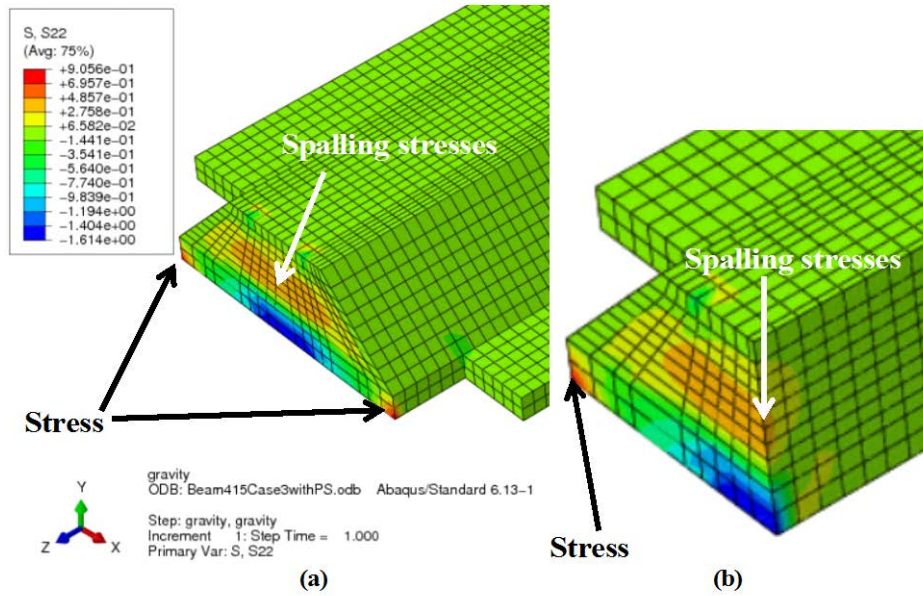 S, S22
(Avg: 75%)
+9.056e-01
+6.957e-01
+4.857e-01
+2.758e-01
+6.582e-02
-1.441e-01
-3.541e-01
-5.640e-01
-7.740e-01
-9.839e-01
-1.194e+00
-1.404e+00
-1.614e+00
Spalling stresses
Spalling stresses
Stress
Stress
Y
Z
X
gravity
ODB: Beam415Case3withPS.odb Abaqus/Standard 6.13-1
Step: gravity, gravity
Increment 1: Step Time = 1.000
Primary Var: S, S22
(a)
(b)